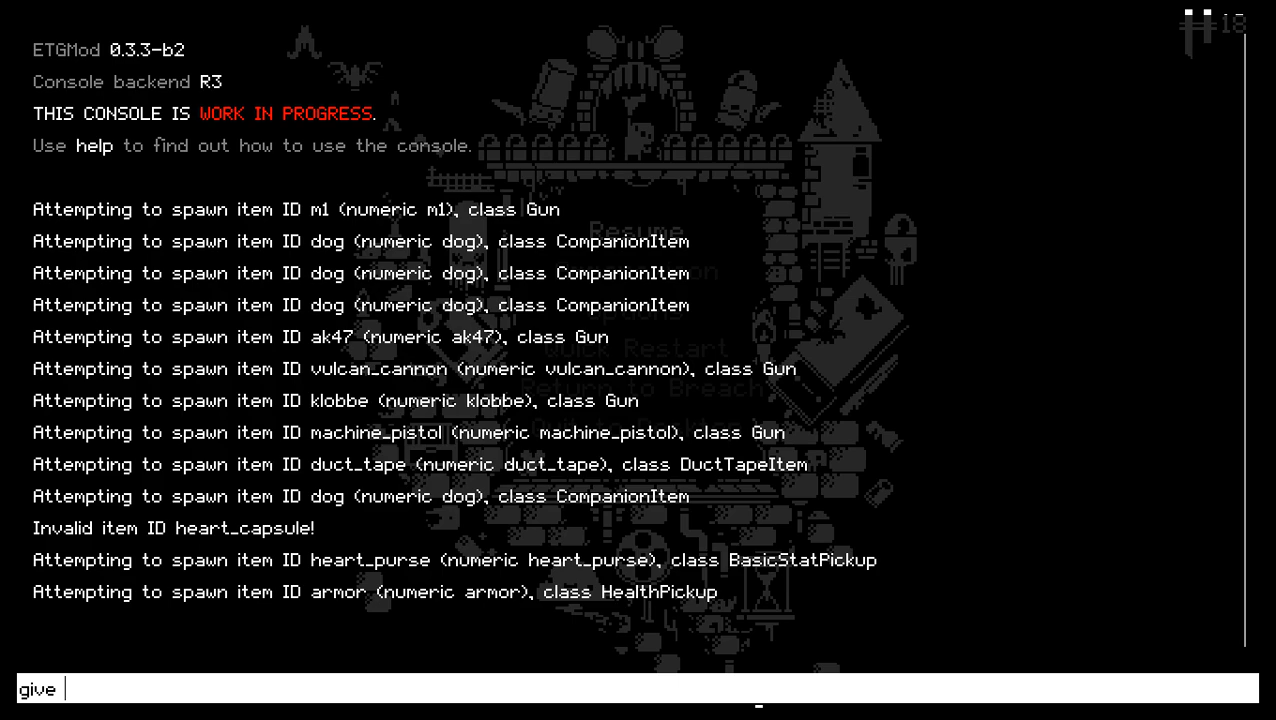 18
ETGMod 0.3.3-b2
Console backend R3
THIS CONSOLE IS WORK IN PROGRESS.
Use help to find out how to use the console.
Attempting to spawn item ID m1 (numeric m1), class Gun
Resume
Attempting to spawn item ID dog (numeric dog), class CompanionItem
Attempting to spawn item ID dog (numeric dog), class CompanionItem
Attempting to spawn item ID dog (numeric dog), class CompanionItem
Attempting to spawn item ID ak47 (numeric ak47), class Gun
Quick Restart
Attempting to spawn item ID vulcan_cannon (numeric vulcan_cannon), class Gun
Return to Breach
Attempting to spawn item ID klobbe (numeric klobbe), class Gun
Attempting to spawn item ID machine_pistol (numeric machine_pistol), class Gun
Attempting to spawn item ID duct_tape (numeric duct_tape), class DuctTapeItem
Attempting to spawn item ID dog (numeric dog), class CompanionItem
Invalid item ID heart_capsule!
Attempting to spawn item ID heart_purse (numeric heart_purse), class BasicStatPickup
Attempting to spawn item ID armor (numeric armor), class HealthPickup
give